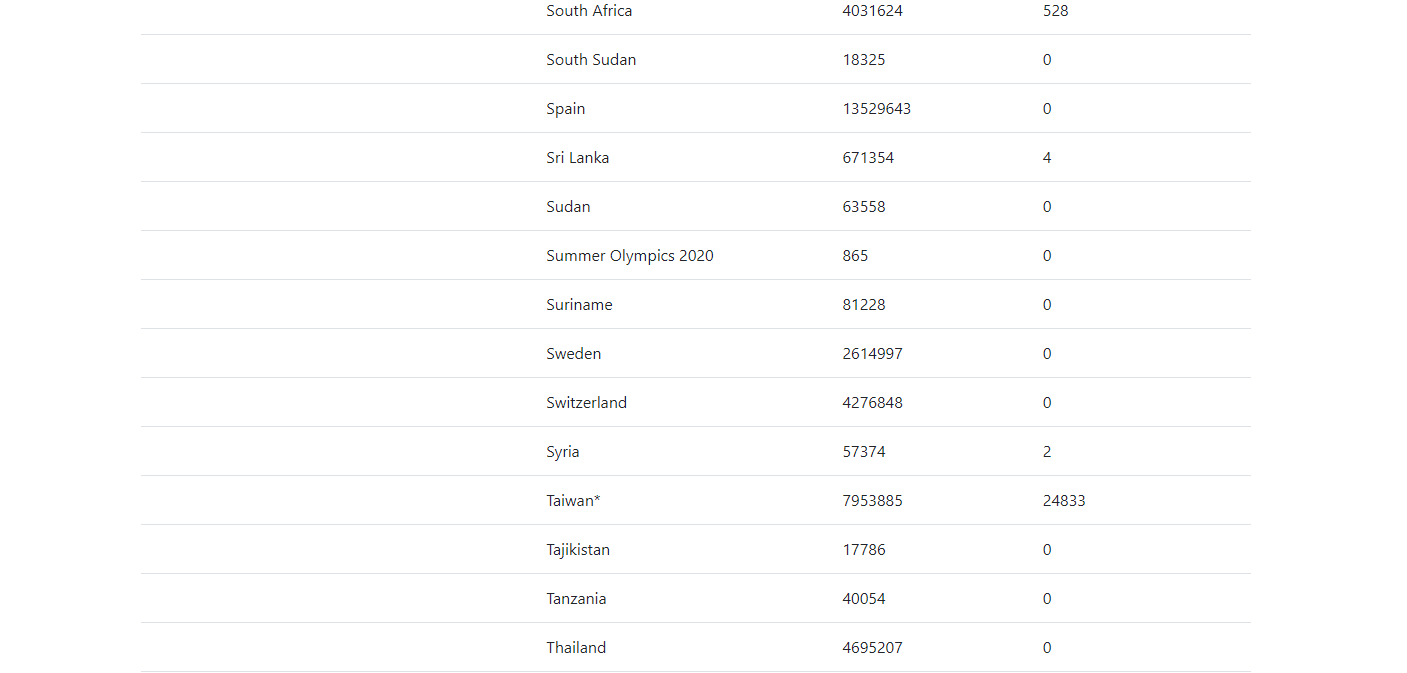 South Africa 4031624 528
South Sudan 18325 0
Spain 13529643 0
Sri Lanka 671354 4
Sudan 63558 0
Summer Olympics 2020 865 0
Suriname 81228 0
Sweden 2614997 0
Switzerland 4276848 0
Syria 57374 2
Taiwan* 7953885 24833
Tajikistan 17786 0
Tanzania 40054 0
Thailand 4695207 0